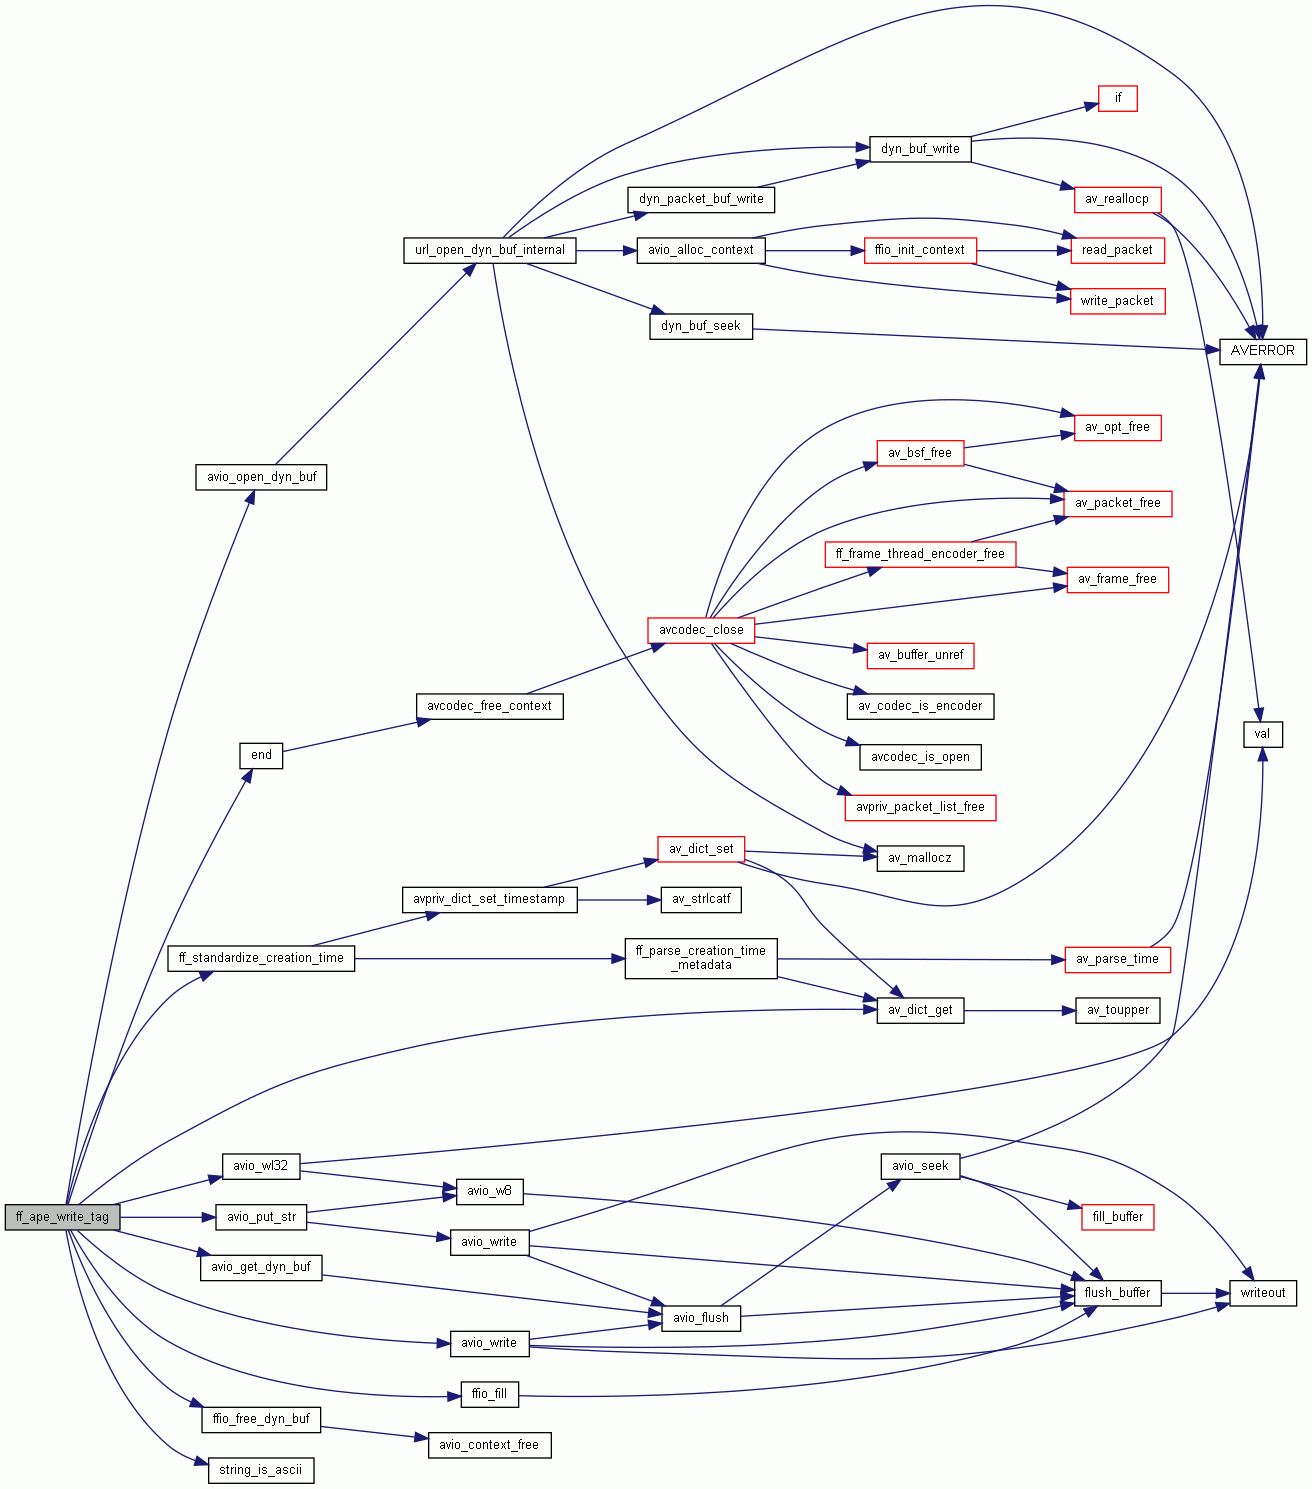 if
dyn_buf_write
av_reallocp
dyn_packet_buf_write
url_open_dyn_buf_internal
avio_alloc_context
ffio_init_context
read_packet
write_packet
dyn_buf_seek
AVERROR
av_opt_free
av_bsf_free
avio_open_dyn_buf
av_packet_free
ff_frame_thread_encoder_free
av_frame_free
avcodec_close
av_buffer_unref
avcodec_free_context
av_codec_is_encoder
val
end
avcodec_is_open
avpriv_packet_list_free
av_dict_set
av_mallocz
avpriv_dict_set_timestamp
av_strlcatf
ff_standardize_creation_time
ff_parse_creation_time
_metadata
av_parse_time
av_dict_get
av_toupper
avio_wl32
avio_seek
avio_w8
ff_ape_write_tag
avio_put_str
fill_buffer
avio_write
avio_get_dyn_buf
flush_buffer
writeout
avio_flush
avio_write
ffio_fill
ffio_free_dyn_buf
avio_context_free
string_is_ascii